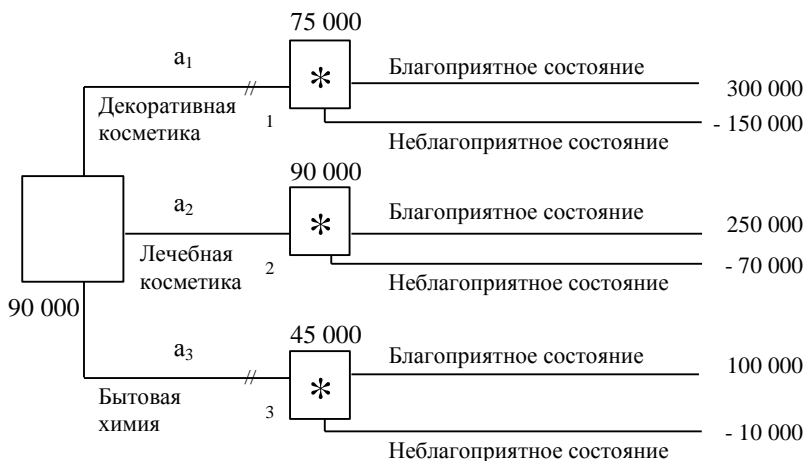 75 000
a₁
*
Благоприятное состояние
300 000
Декоративная
косметика
1
- 150 000
Неблагоприятное состояние
90 000
a₂
*
Благоприятное состояние
250 000
Лечебная
косметика
2
- 70 000
Неблагоприятное состояние
90 000
45 000
a₃
*
Благоприятное состояние
100 000
Бытовая
химия
3
- 10 000
Неблагоприятное состояние